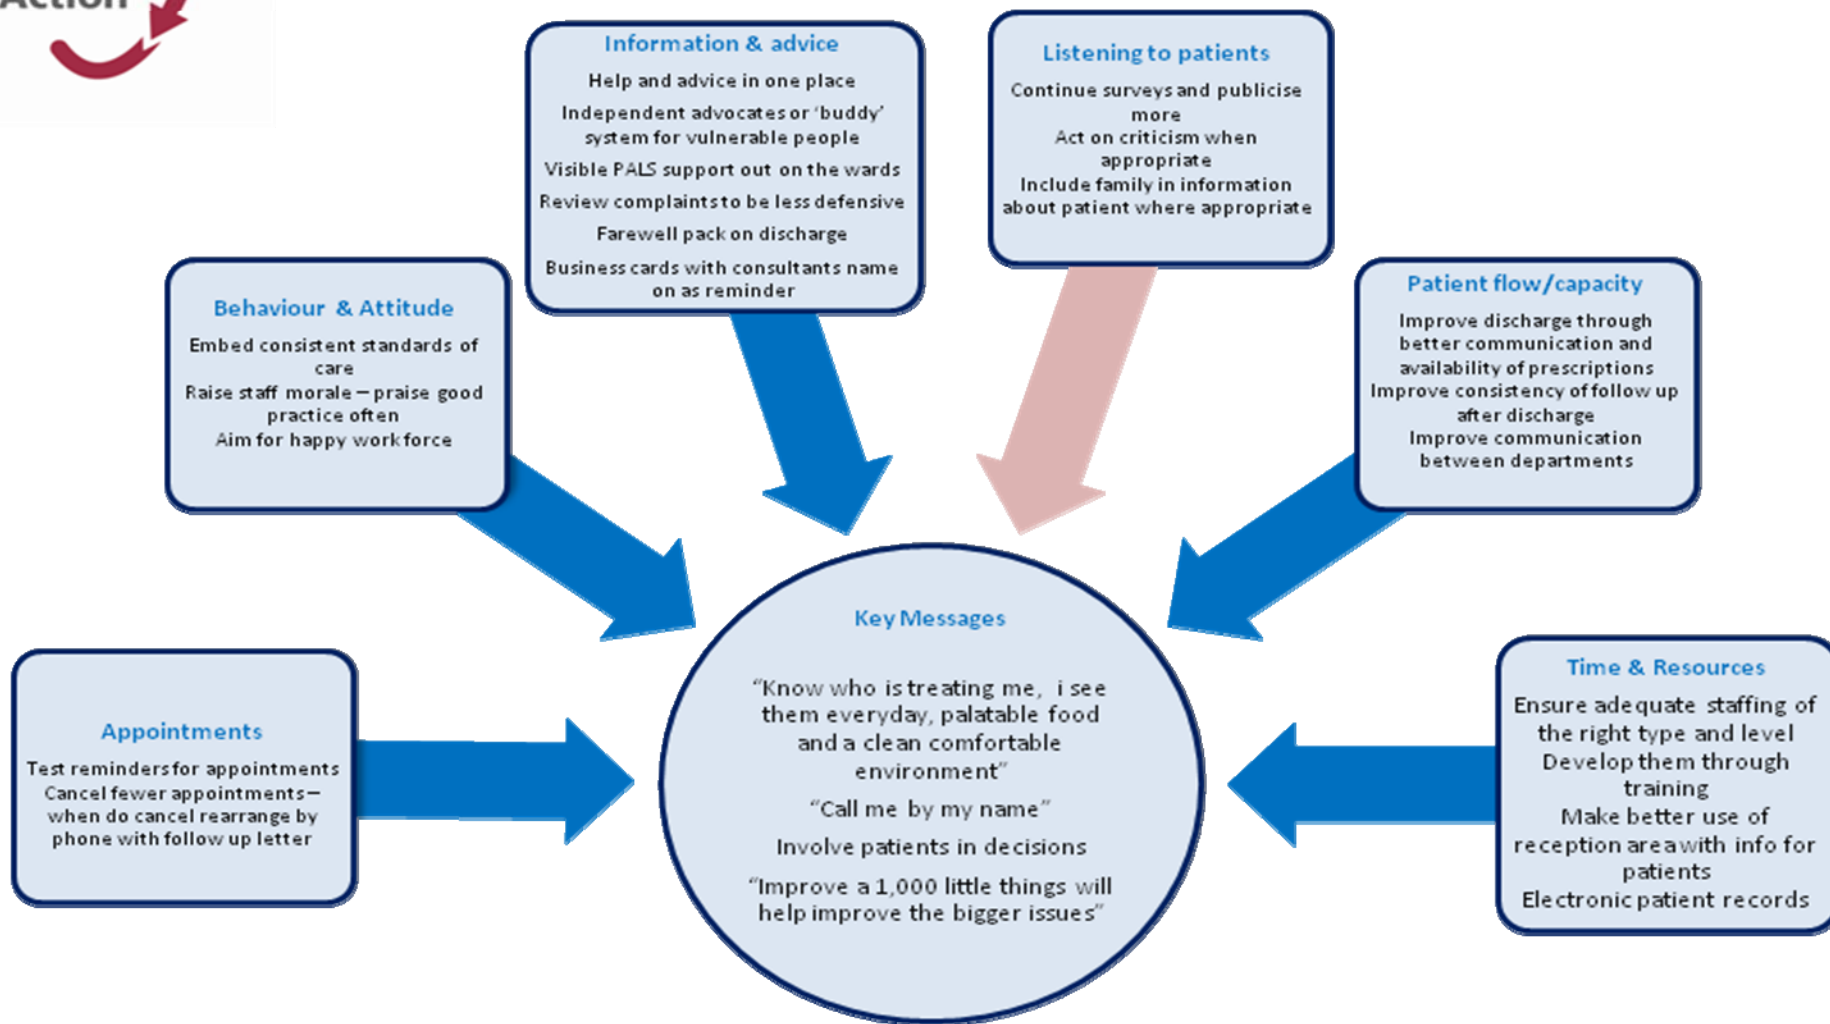 Action
Information & advice
Help and advice in one place
Independent advocates or ‘buddy’
system for vulnerable people
Visible PALS support out on the wards
Review complaints to be less defensive
Farewell pack on discharge
Business cards with consultants name
on as reminder
Listening to patients
Continue surveys and publicise
more
Act on criticism when
appropriate
Include family in information
about patient where appropriate
Behaviour & Attitude
Embed consistent standards of
care
Raise staff morale – praise good
practice often
Aim for happy workforce
Patient flow/capacity
Improve discharge through
better communication and
availability of prescriptions
Improve consistency of follow up
after discharge
Improve communication
between departments
Appointments
Test reminders for appointments
Cancel fewer appointments –
when do cancel rearrange by
phone with follow up letter
Key Messages
“Know who is treating me, i see
them everyday, palatable food
and a clean comfortable
environment”
“Call me by my name”
Involve patients in decisions
“Improve a 1,000 little things will
help improve the bigger issues”
Time & Resources
Ensure adequate staffing of
the right type and level
Develop them through
training
Make better use of
reception area with info for
patients
Electronic patient records